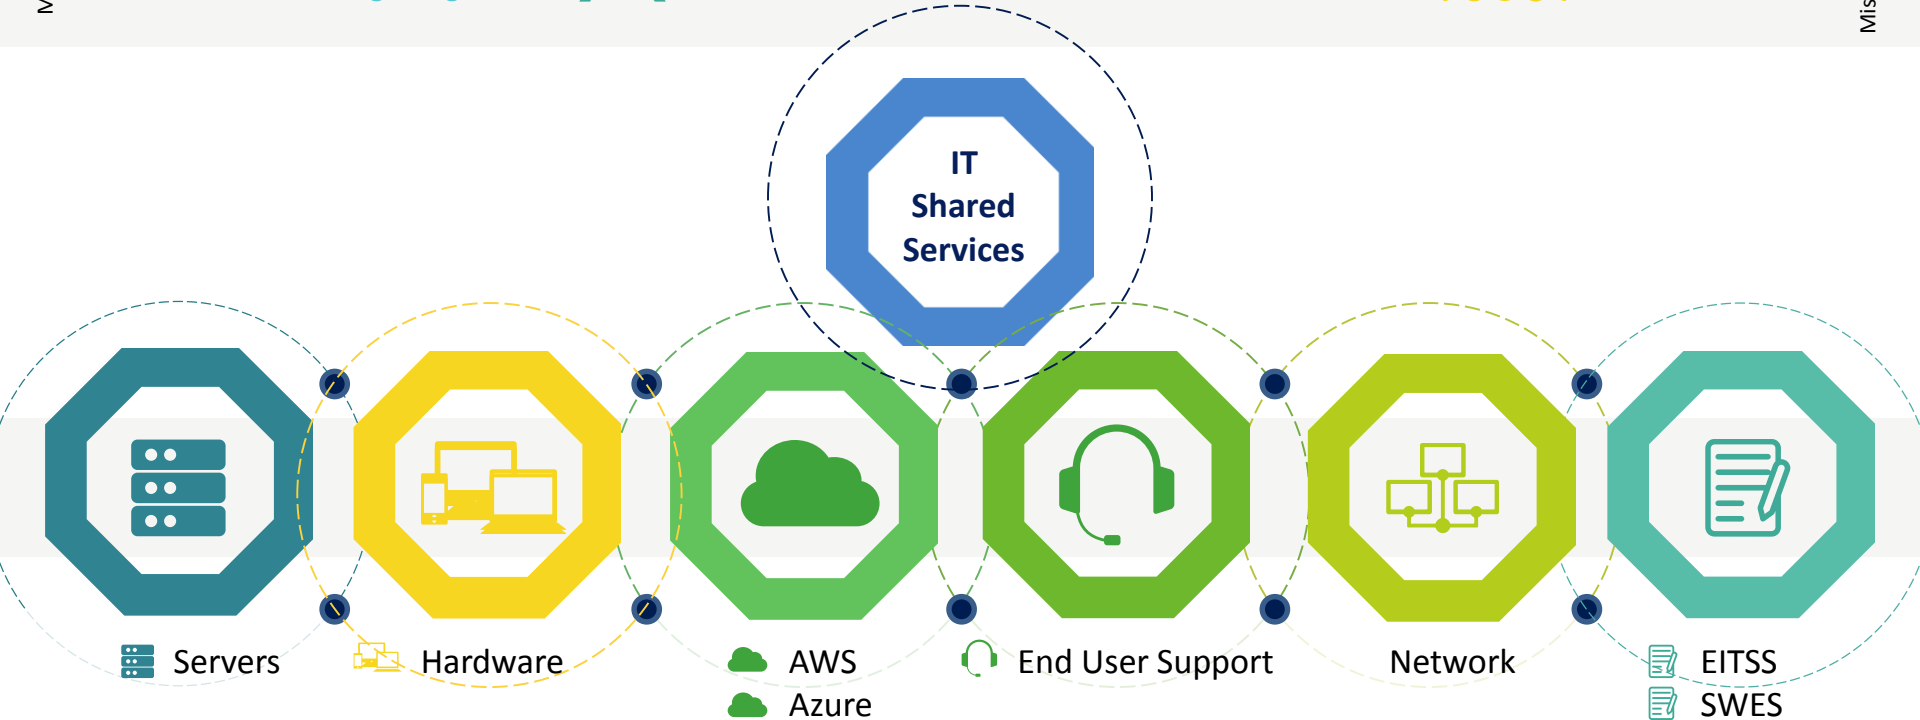 IT
Shared
Services
Servers
Hardware
AWS
Azure
End User Support
Network
EITSS
SWES